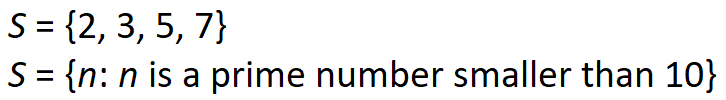 S = {2, 3, 5, 7}
S = {n: n is a prime number smaller than 10}